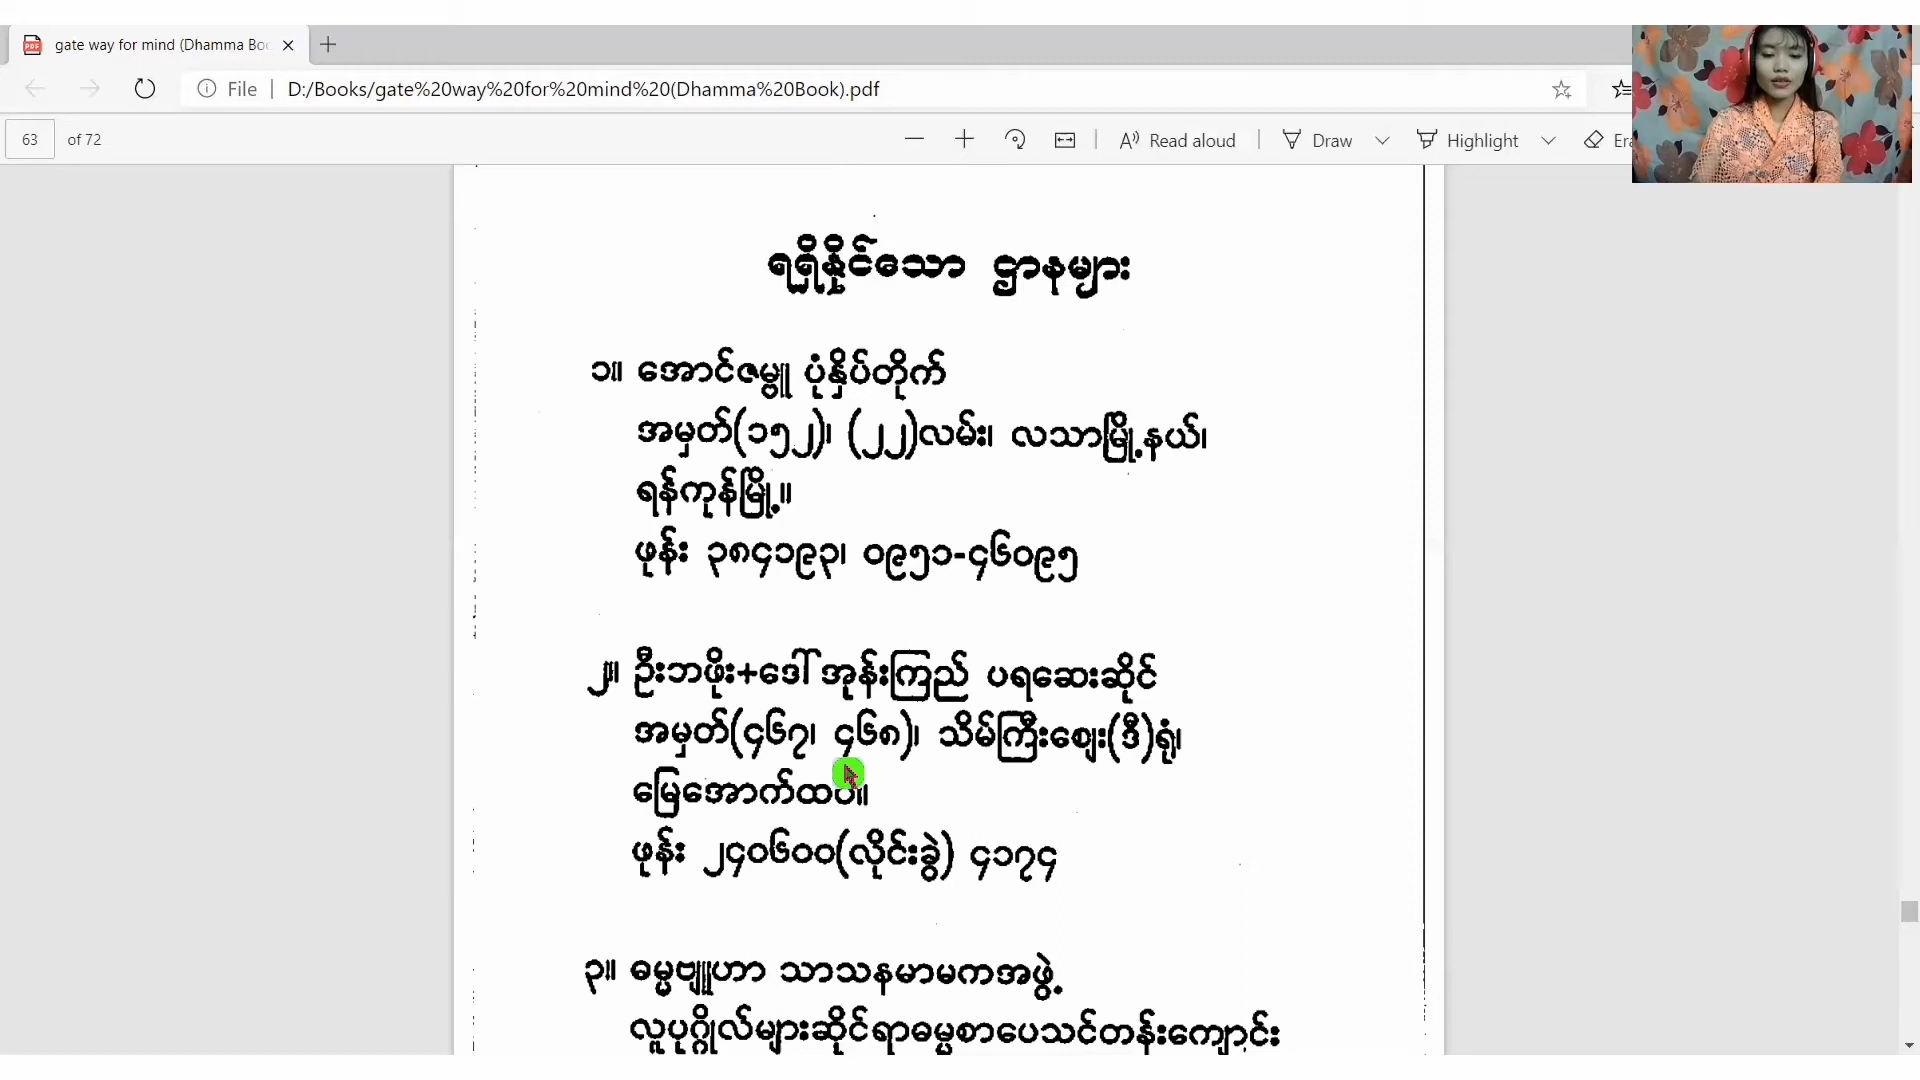 gate way for mind (Dhamma Boo
File
D:/Books/gate%20way%20for%20mind%20(Dhamma%20Book).pdf
63 of 72
Read aloud
Draw
Highlight
Era
ရရှိနိုင်သော ဌာနများ
၁။ အောင်ဇမ္ဗူ ပုံနှိပ်တိုက်
အမှတ်(၁၅၂)၊ (၂၂)လမ်း၊ လသာမြို့နယ်၊
ရန်ကုန်မြို့။
ဖုန်း ၃၈၄၁၉၃၊ ၀၉၅၁-၄၆၀၉၅
၂။ ဦးဘဖိုး+ဒေါ်အုန်းကြည် ပရဆေးဆိုင်
အမှတ်(၄၆၇၊ ၄၆၈)၊ သိမ်ကြီးဈေး(ဒီ)ရုံ၊
မြေအောက်ထပ်။
ဖုန်း ၂၄၀၆၀၀(လိုင်းခွဲ) ၄၁၇၄
၃။ ဓမ္မဗျူဟာ သာသနမာမကအဖွဲ့
လူပုဂ္ဂိုလ်များဆိုင်ရာဓမ္မစာပေသင်တန်းကျောင်း